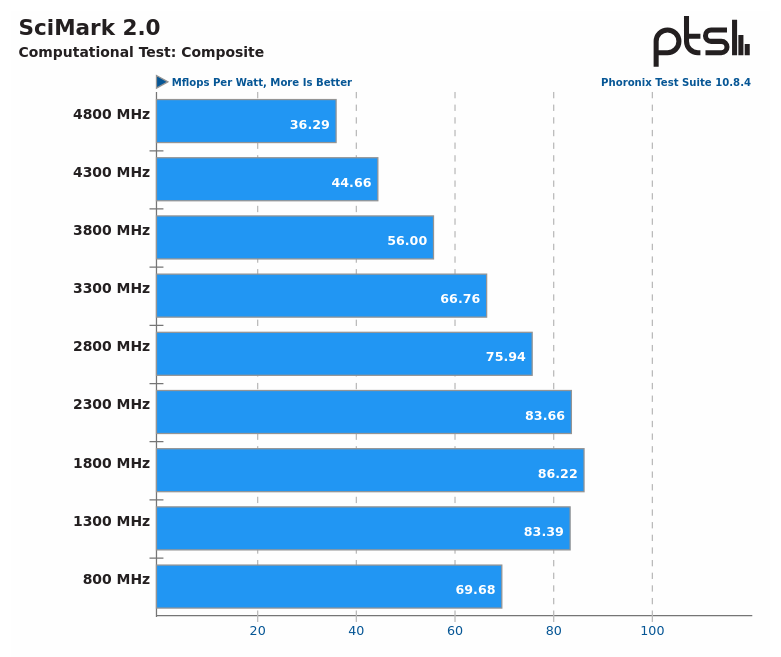 SciMark 2.0
Computational Test: Composite
pts
Mflops Per Watt, More Is Better
Phoronix Test Suite 10.8.4
4800 MHz 36.29
4300 MHz 44.66
3800 MHz 56.00
3300 MHz 66.76
2800 MHz 75.94
2300 MHz 83.66
1800 MHz 86.22
1300 MHz 83.39
800 MHz 69.68
20 40 60 80 100